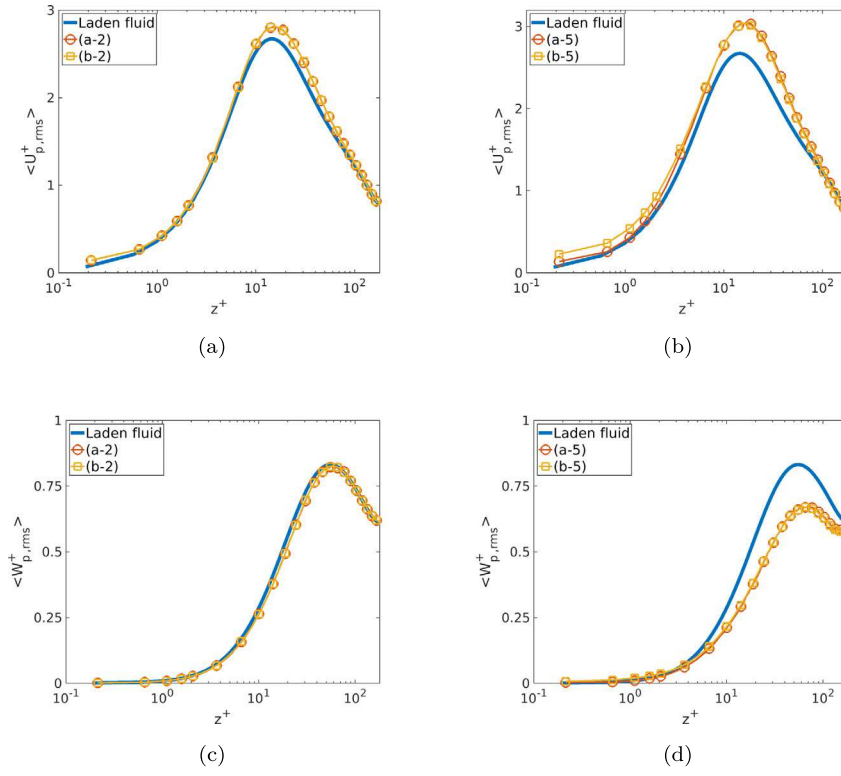 3
2
1
0
<U+p,rms>
Laden fluid
(a-2)
(b-2)
10-1 100 101 102
z+
(a)
3
2
1
0
<U+p,rms>
Laden fluid
(a-5)
(b-5)
10-1 100 101 102
z+
(b)
1
0.75
0.5
0.25
0
<W+p,rms>
Laden fluid
(a-2)
(b-2)
10-1 100 101 102
z+
(c)
1
0.75
0.5
0.25
0
<W+p,rms>
Laden fluid
(a-5)
(b-5)
10-1 100 101 102
z+
(d)